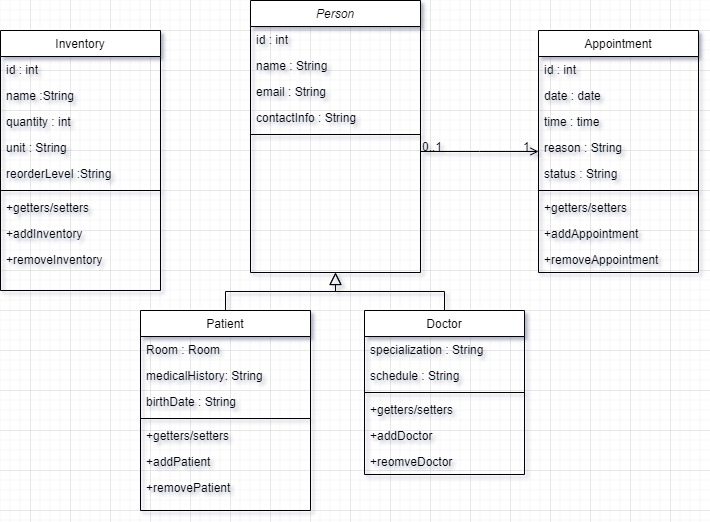 Person
id : int
name : String
email : String
contactInfo : String
Inventory
id : int
name :String
quantity : int
unit : String
reorderLevel :String
+getters/setters
+addInventory
+removeInventory
0..1
1
Appointment
id : int
date : date
time : time
reason : String
status : String
+getters/setters
+addAppointment
+removeAppointment
Patient
Room : Room
medicalHistory: String
birthDate : String
+getters/setters
+addPatient
+removePatient
Doctor
specialization : String
schedule : String
+getters/setters
+addDoctor
+reomveDoctor